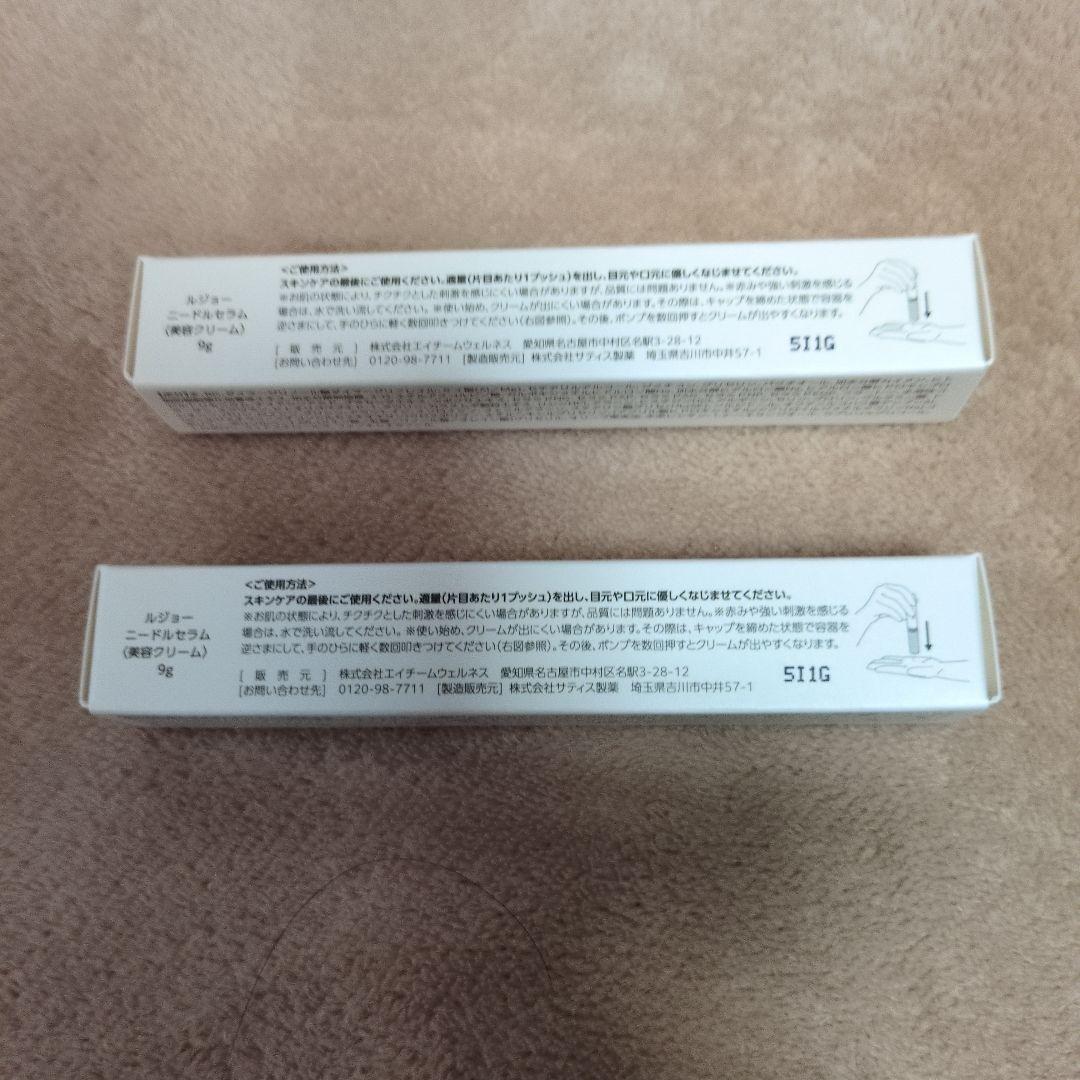 ルジョー
ニードルセラム
(美容クリーム)
9g
<ご使用方法>
スキンケアの最後にご使用ください。適量(片目あたり1プッシュ)を出し、目元や口元に優しくなじませてください。
※お肌の状態により、チクチクとした刺激を感じにくい場合がありますが、品質には問題ありません。※赤みや強い刺激を感じる
場合は、水で洗い流してください。 ※使い始め、クリームが出にくい場合があります。その際は、キャップを締めた状態で容器を
逆さまにして、手のひらに軽く数回叩きつけてください(右図参照)。その後、ポンプを数回押すとクリームが出やすくなります。
[ 販 売 元 ] 株式会社エイチームウェルネス 愛知県名古屋市中村区名駅3-28-12
[お問い合わせ先] 0120-98-7711 [製造販売元] 株式会社サティス製薬 埼玉県吉川市中井57-1
5I1G
ルジョー
ニードルセラム
(美容クリーム)
9g
<ご使用方法>
スキンケアの最後にご使用ください。適量(片目あたり1プッシュ)を出し、目元や口元に優しくなじませてください。
※お肌の状態により、チクチクとした刺激を感じにくい場合がありますが、品質には問題ありません。※赤みや強い刺激を感じる
場合は、水で洗い流してください。 ※使い始め、クリームが出にくい場合があります。その際は、キャップを締めた状態で容器を
逆さまにして、手のひらに軽く数回叩きつけてください(右図参照)。その後、ポンプを数回押すとクリームが出やすくなります。
[ 販 売 元 ] 株式会社エイチームウェルネス 愛知県名古屋市中村区名駅3-28-12
[お問い合わせ先] 0120-98-7711 [製造販売元] 株式会社サティス製薬 埼玉県吉川市中井57-1
5I1G